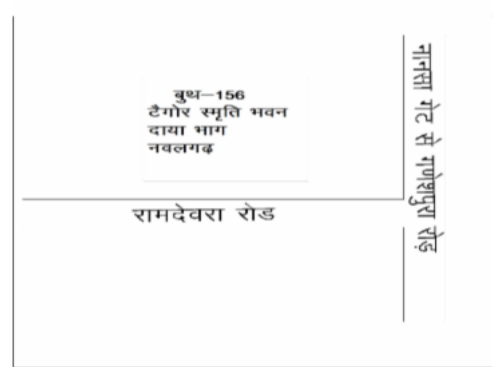 बुथ–156
टैगोर स्मृति भवन
दाया भाग
नवलगढ
रामदेवरा रोड
नानसा गेट से गणेशपुरा रोड़